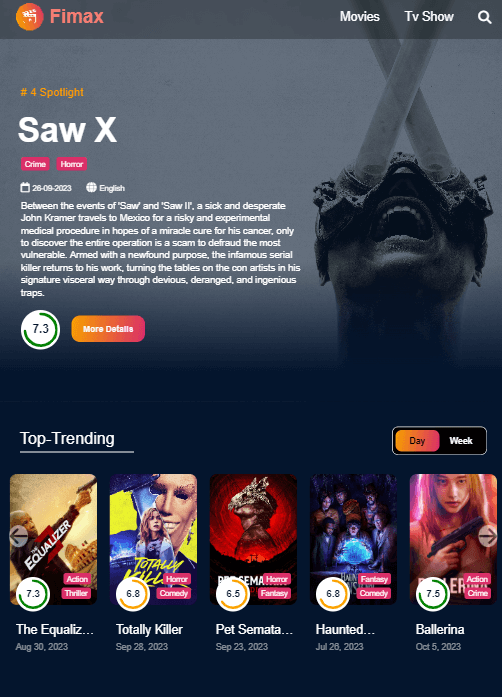 Fimax
Movies
Tv Show
# 4 Spotlight
Saw X
Crime
Horror
26-09-2023
English
Between the events of 'Saw' and 'Saw II', a sick and desperate
John Kramer travels to Mexico for a risky and experimental
medical procedure in hopes of a miracle cure for his cancer, only
to discover the entire operation is a scam to defraud the most
vulnerable. Armed with a newfound purpose, the infamous serial
killer returns to his work, turning the tables on the con artists in his
signature visceral way through devious, deranged, and ingenious
traps.
7.3
More Details
Top-Trending
Day
Week
EQUALIZER
7.3
Action
Thriller
The Equaliz...
Aug 30, 2023
TOTALLY
6.8
Horror
Comedy
Totally Killer
Sep 28, 2023
6.5
Horror
Fantasy
Pet Semata...
Sep 23, 2023
6.8
Fantasy
Comedy
Haunted...
Jul 26, 2023
7.5
Action
Crime
Ballerina
Oct 5, 2023